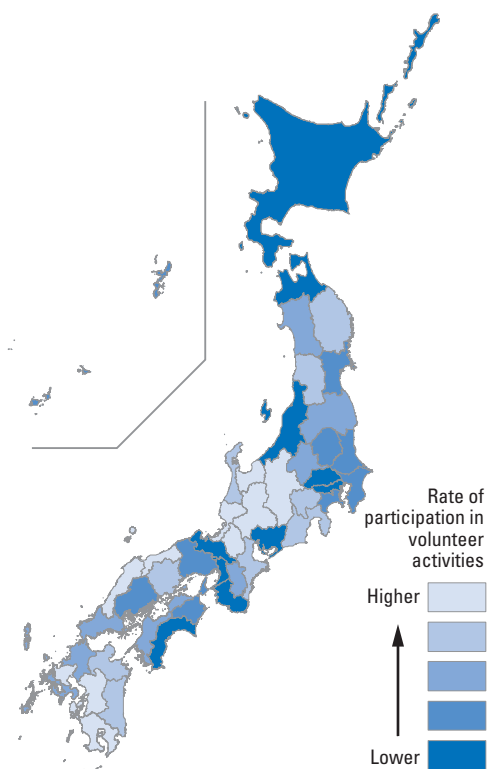 Rate of
participation in
volunteer
activities
Higher
Lower